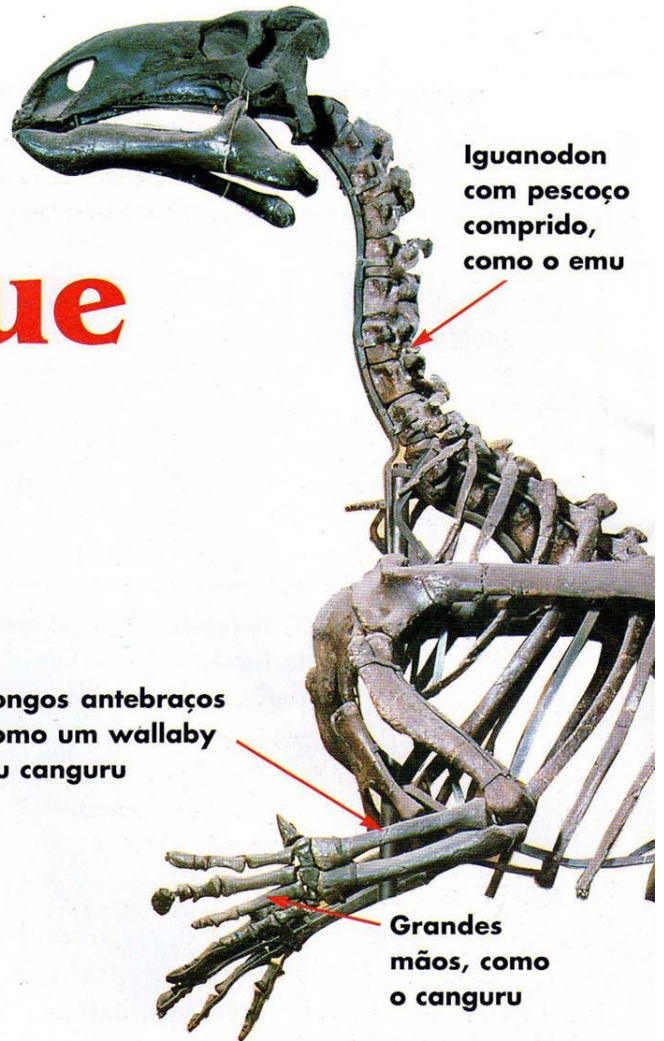 Iguanodon
com pescoço
comprido,
como o emu
ue
ongos antebraços
omo um wallaby
u canguru
Grandes
mãos, como
o canguru